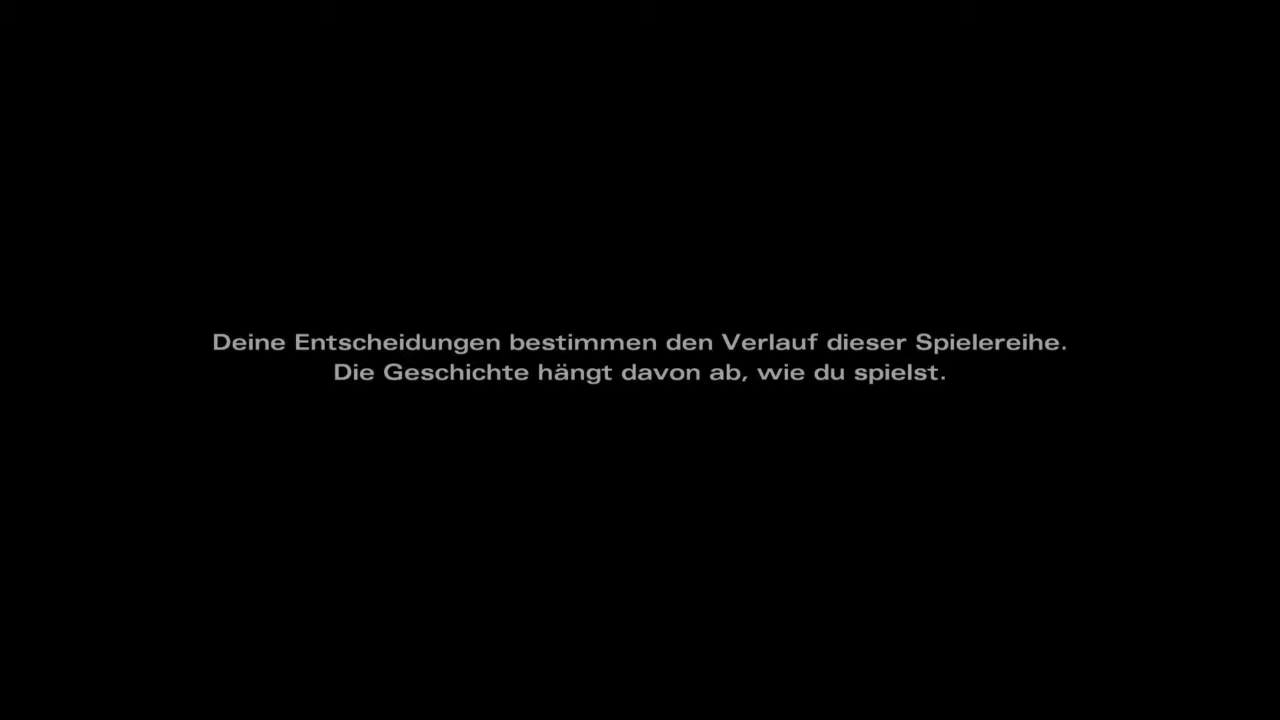 Deine Entscheidungen bestimmen den Verlauf dieser Spielereihe.
Die Geschichte hängt davon ab, wie du spielst.